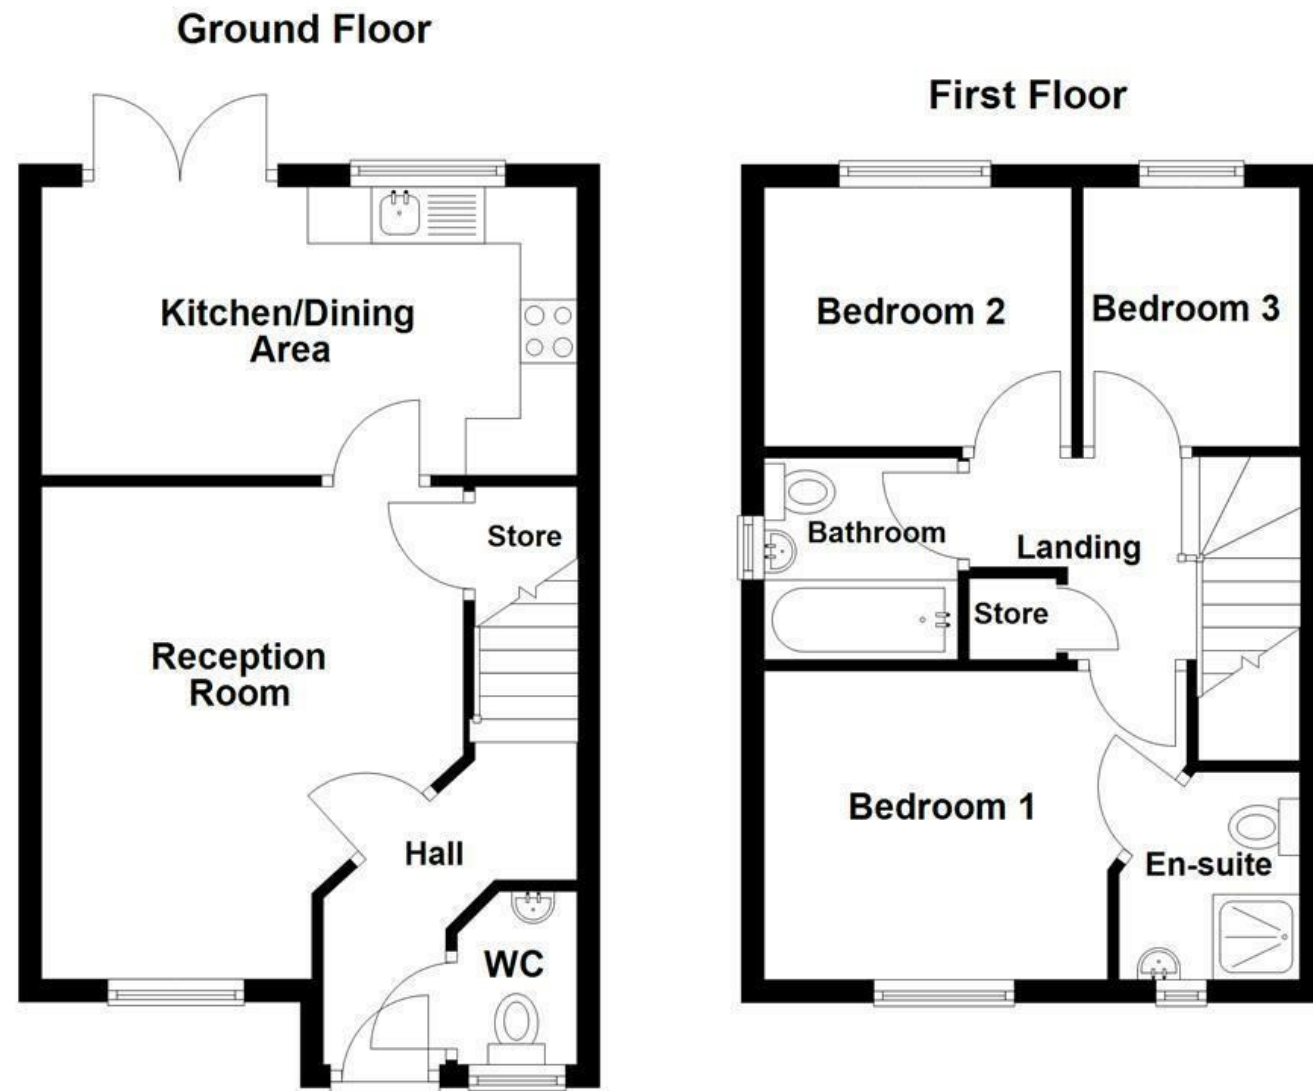 Ground Floor
Kitchen/Dining
Area
Store
Reception
Room
Hall
WC
First Floor
Bedroom 2
Bedroom 3
Bathroom
Landing
Store
Bedroom 1
En-suite